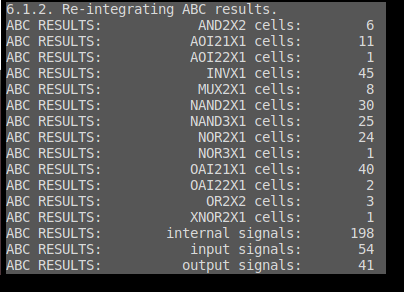 6.1.2. Re-integrating ABC results.
ABC RESULTS:            AND2X2 cells:        6
ABC RESULTS:           AOI21X1 cells:       11
ABC RESULTS:           AOI22X1 cells:        1
ABC RESULTS:             INVX1 cells:       45
ABC RESULTS:            MUX2X1 cells:        8
ABC RESULTS:           NAND2X1 cells:       30
ABC RESULTS:           NAND3X1 cells:       25
ABC RESULTS:            NOR2X1 cells:       24
ABC RESULTS:            NOR3X1 cells:        1
ABC RESULTS:           OAI21X1 cells:       40
ABC RESULTS:           OAI22X1 cells:        2
ABC RESULTS:             OR2X2 cells:        3
ABC RESULTS:           XNOR2X1 cells:        1
ABC RESULTS:        internal signals:      198
ABC RESULTS:           input signals:       54
ABC RESULTS:          output signals:       41